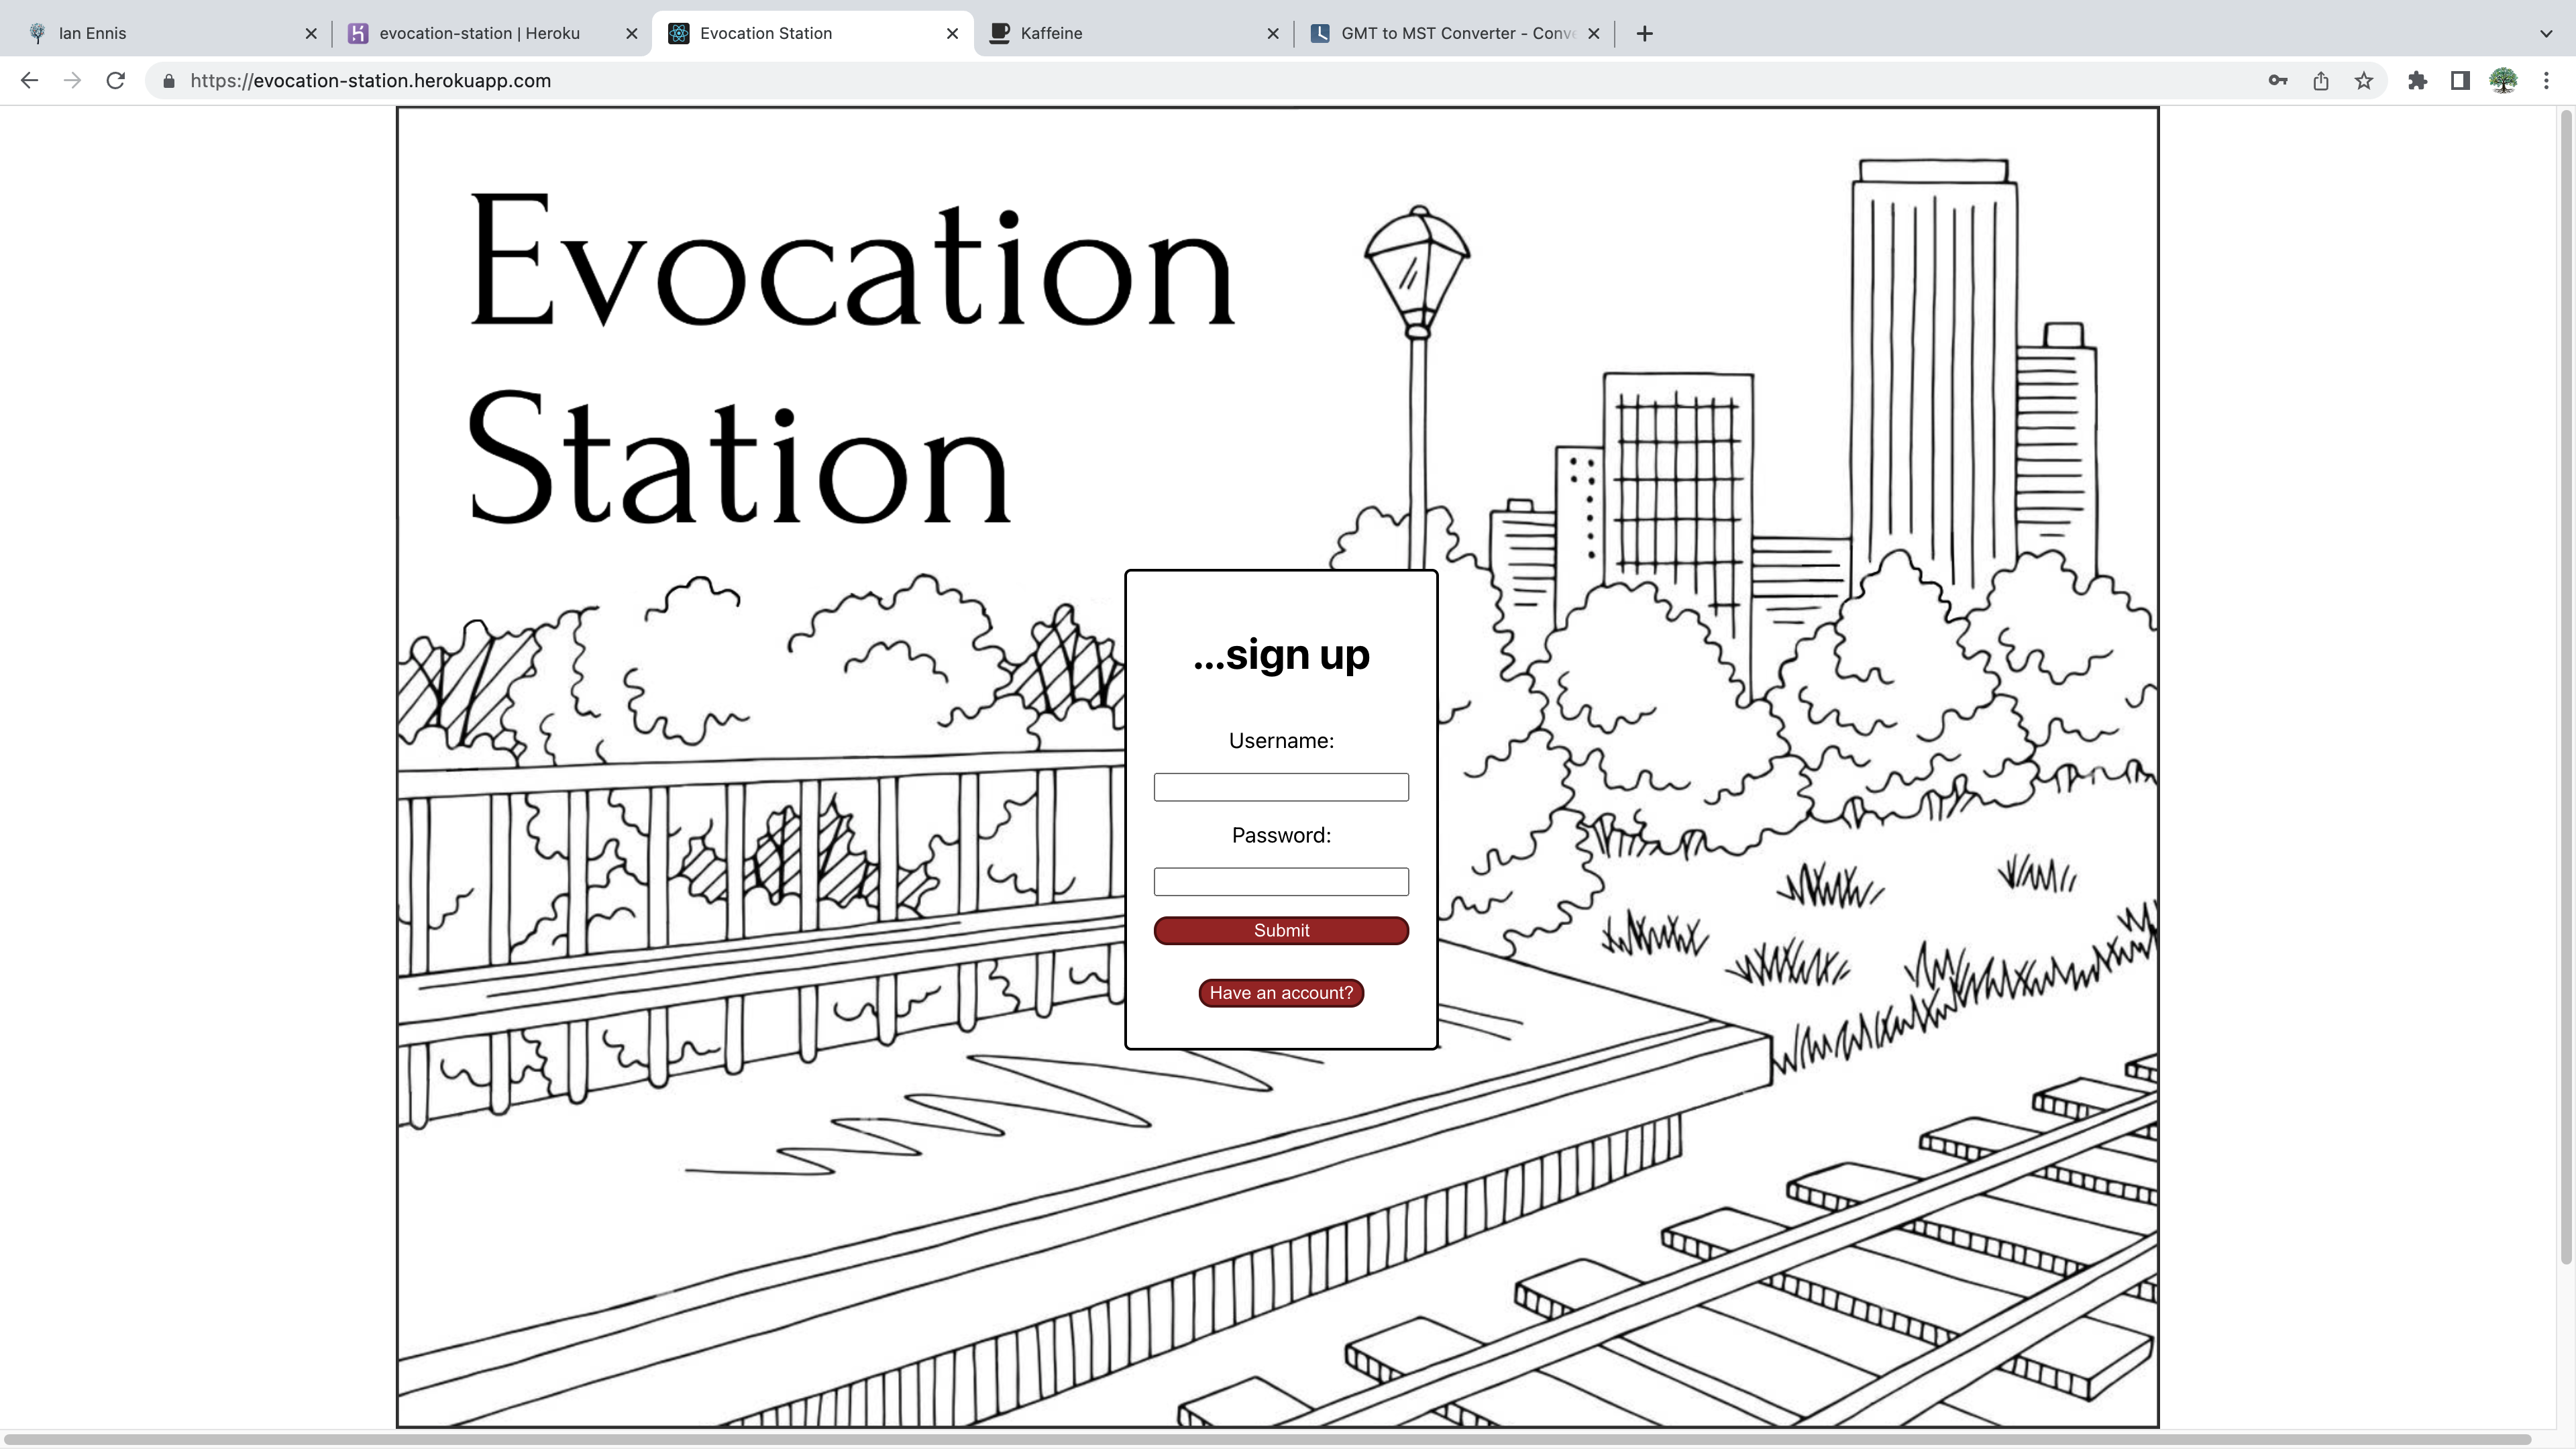 Ian Ennis
evocation-station | Heroku
Evocation Station
Kaffeine
GMT to MST Converter - Conve
https://evocation-station.herokuapp.com
Evocation
Station
...sign up
Username:
Password:
Submit
Have an account?